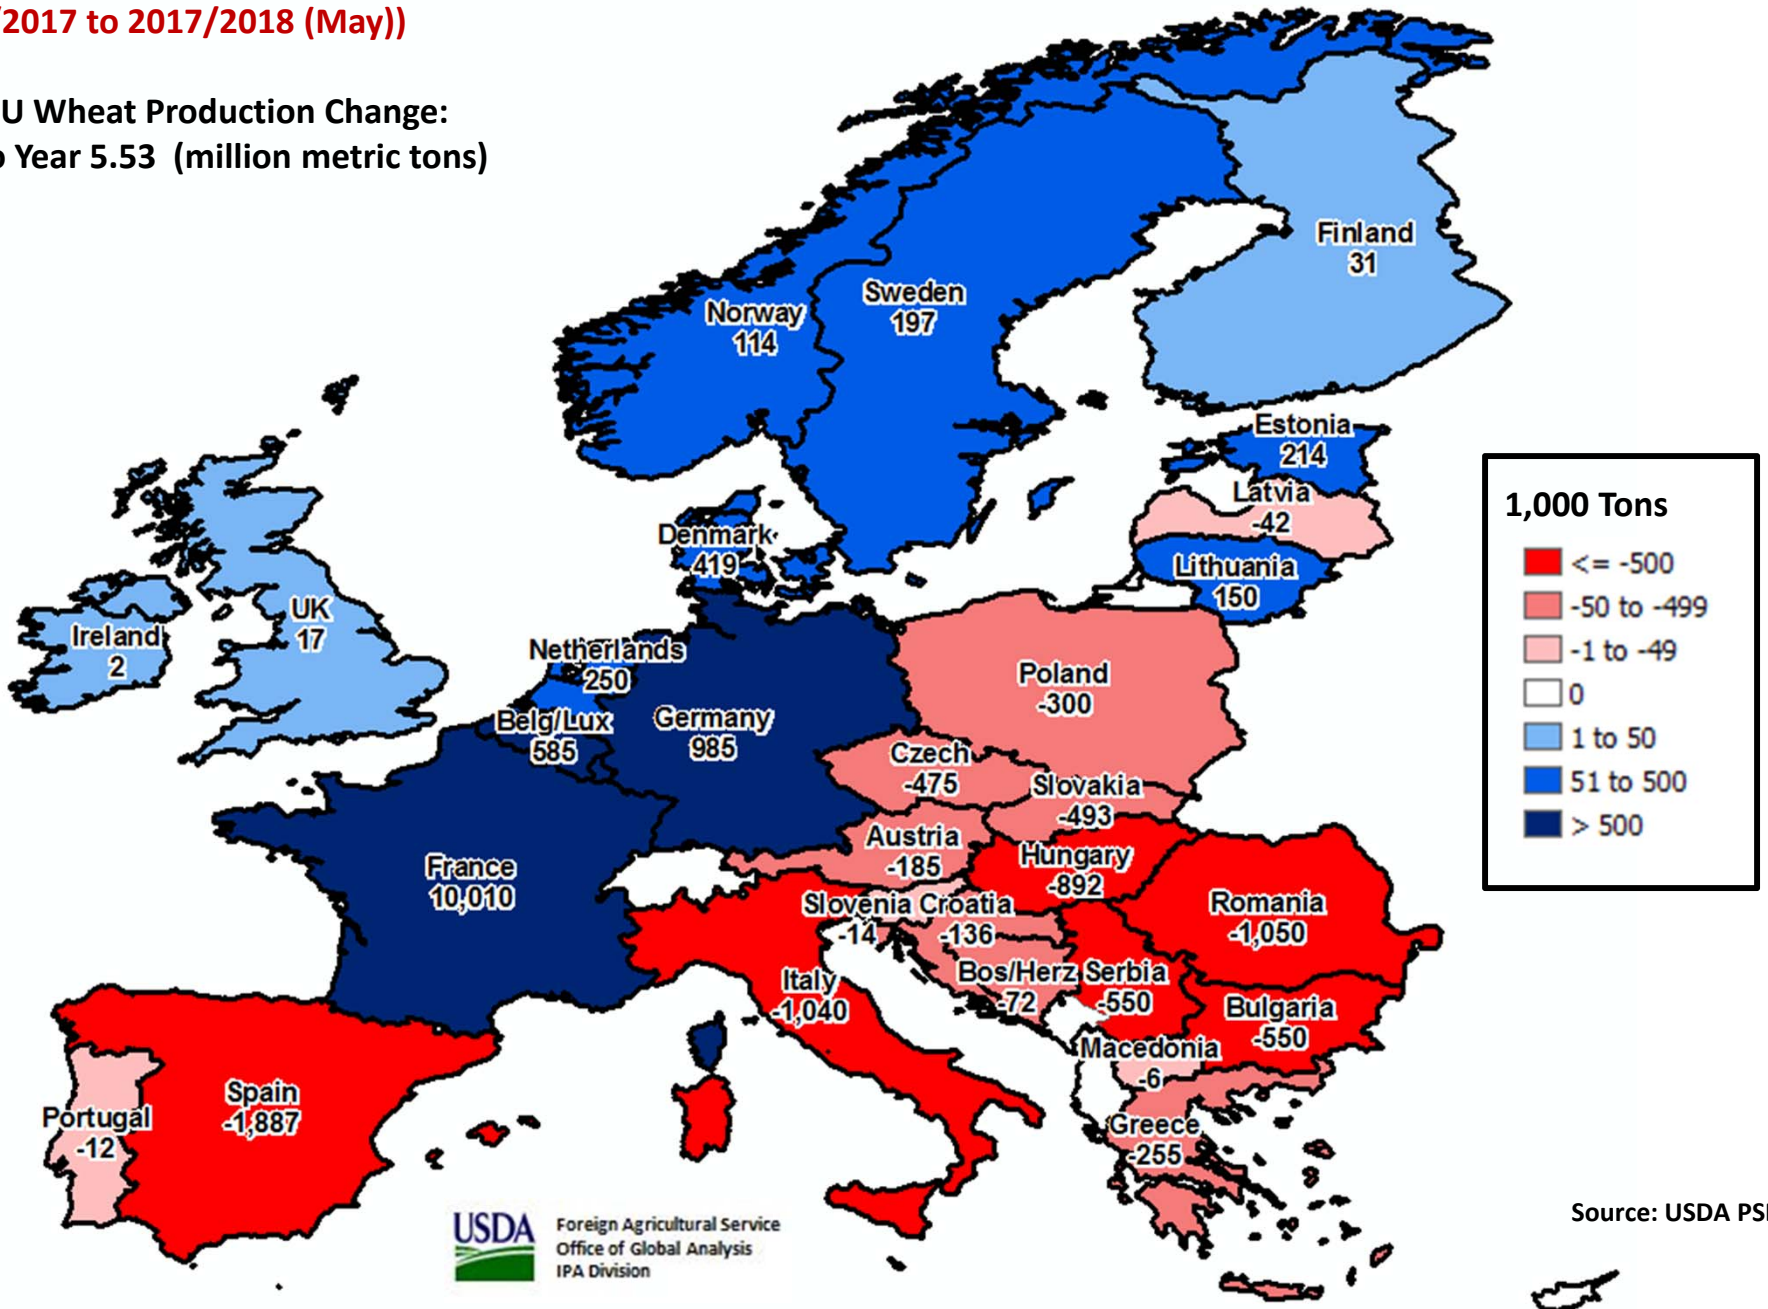 /2017 to 2017/2018 (May))
U Wheat Production Change:
Year 5.53 (million metric tons)
Finland
31
Sweden
197
Norway
114
Estonia
214
Latvia
-42
Lithuania
150
Denmark
419
UK
17
Ireland
2
Netherlands
250
Belg/Lux
585
Germany
985
Poland
-300
Czech
-475
Slovakia
-493
Austria
-185
Hungary
-892
France
10,010
Slovenia
-14
Croatia
-136
Romania
-1,050
Bos/Herz
-72
Serbia
-550
Italy
-1,040
Bulgaria
-550
Macedonia
-6
Spain
-1,887
Portugal
-12
Greece
-255
1,000 Tons
<= -500
-50 to -499
-1 to -49
0
1 to 50
51 to 500
> 500
USDA
Foreign Agricultural Service
Office of Global Analysis
IPA Division
Source: USDA